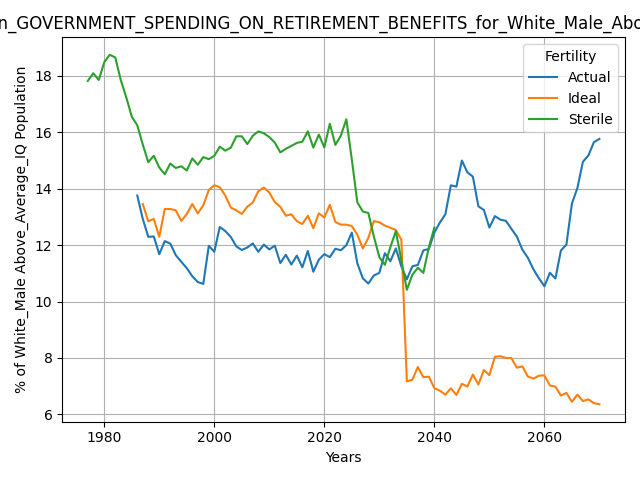 n_GOVERNMENT_SPENDING_ON_RETIREMENT_BENEFITS_for_White_Male_Abo
% of White_Male Above_Average_IQ Population
18
16
14
12
10
8
6
Fertility
Actual
Ideal
Sterile
1980 2000 2020 2040 2060
Years